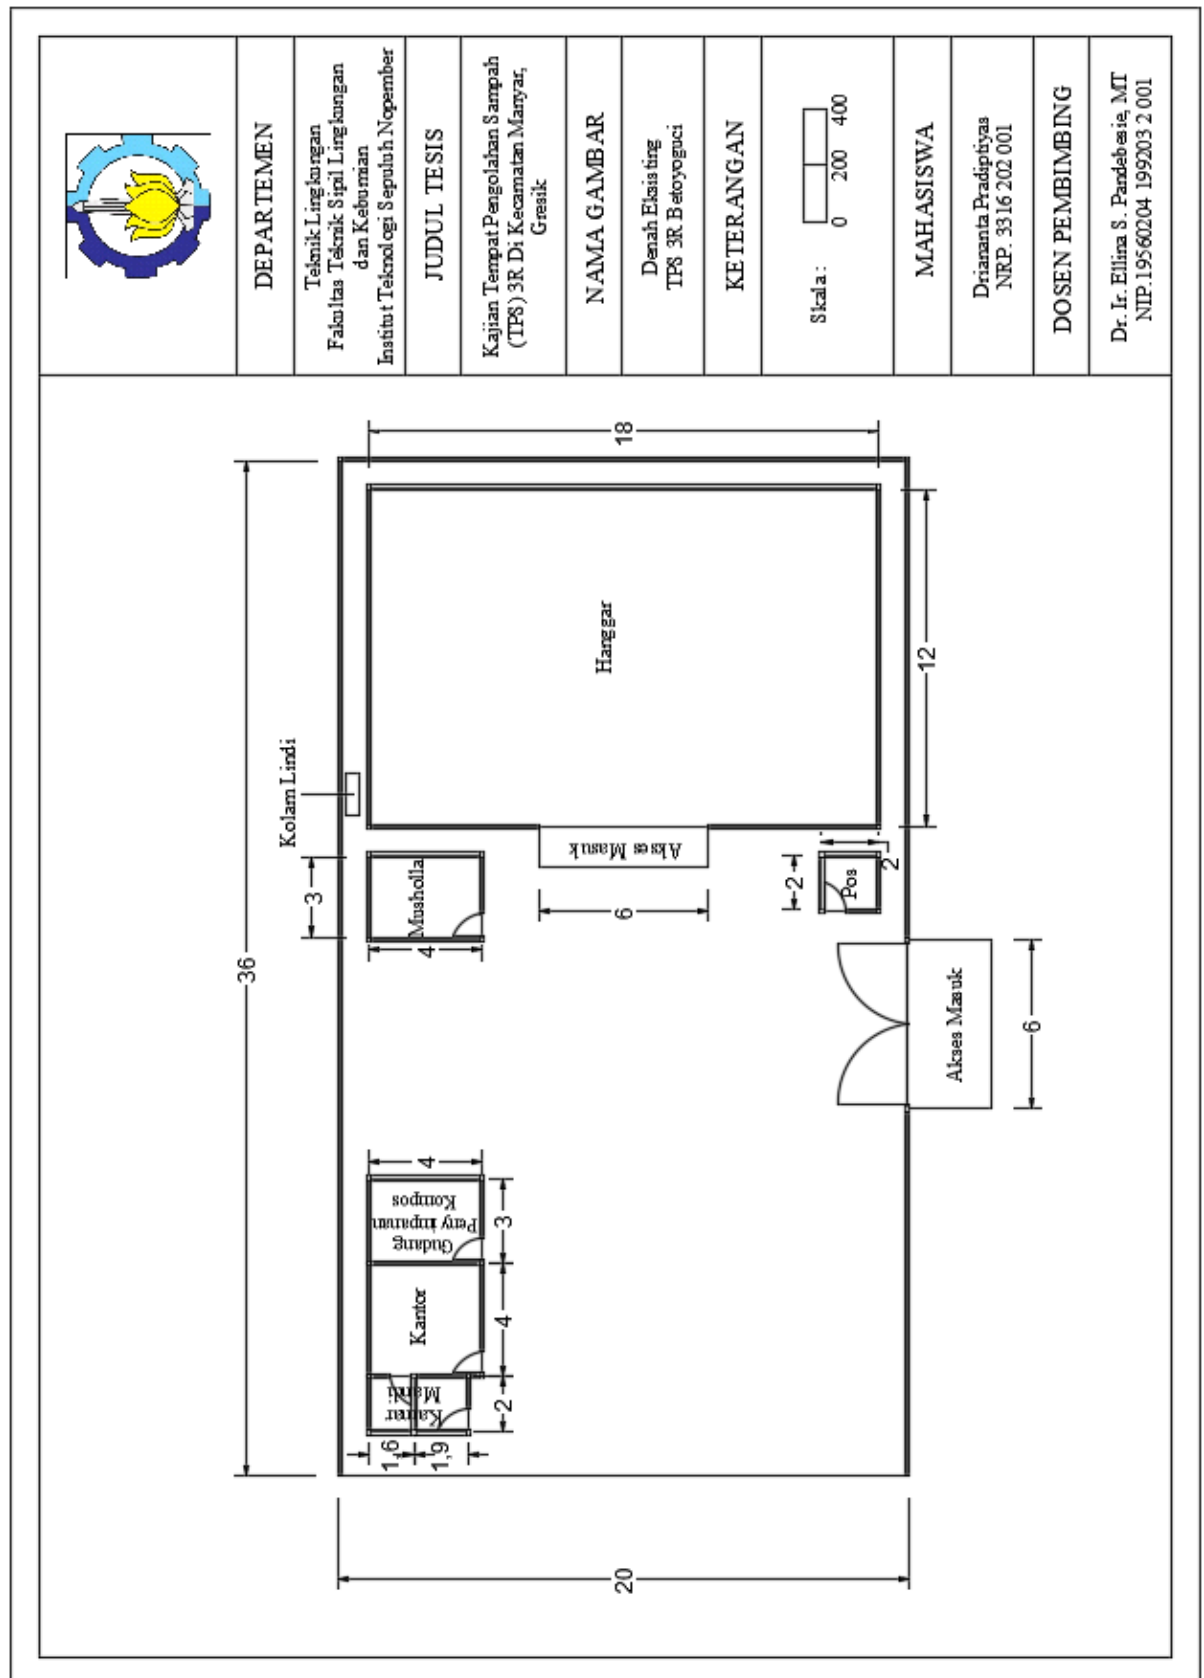 DEPARTEMEN
Teknik Lingkungan
Fakultas Teknik Sipil Lingkungan
dan Kebumian
Institut Teknologi Sepuluh Nopember
JUDUL TESIS
Kajian Tempat Pengolahan Sampah
(TPS) 3R Di Kecamatan Manyar,
Gresik
NAMA GAMBAR
Denah Eksisting
TPS 3R Betoyoguci
KETERANGAN
Skala :
0 200 400
MAHASISWA
Driananta Pradiptiyas
NRP. 3316 202 001
DOSEN PEMBIMBING
Dr. Ir. Ellina S. Pandebesie, MT
NIP.19560204 199203 2 001
36
20
Kolam Lindi
18
Hanggar
12
Akses Masuk
6
3
Musholla
4
2
Pos
2
Akses Masuk
6
4
Gudang
Penyimpanan
Kompos
3
Kantor
4
Kamar
Mandi
2
1,6
1,9